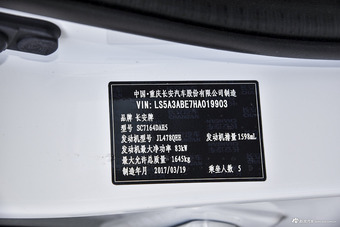 中国·重庆长安汽车股份有限公司制造
VIN: LS5A3ABE7HA019903
品牌 长安牌
型号 SC7164DAH5
发动机型号 JL478QEE 发动机排量 1598mL
发动机最大净功率 83kW
最大允许总质量 1645kg
制造年月 2017/03/19 乘坐人数 5